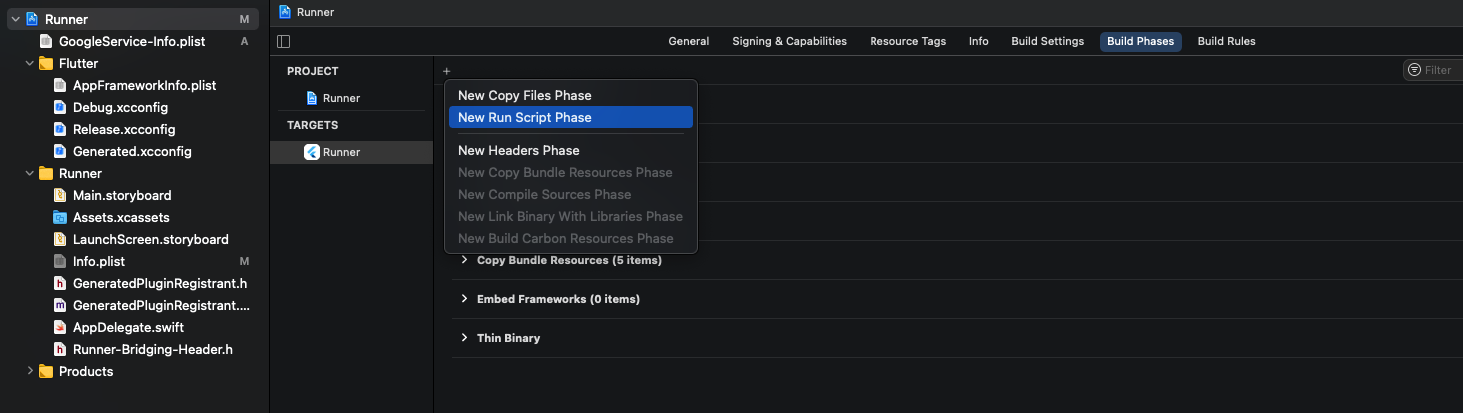 Runner M
GoogleService-Info.plist A
Flutter
AppFrameworkInfo.plist
Debug.xcconfig
Release.xcconfig
Generated.xcconfig
Runner
Main.storyboard
Assets.xcassets
LaunchScreen.storyboard
Info.plist M
GeneratedPluginRegistrant.h
GeneratedPluginRegistrant....
AppDelegate.swift
Runner-Bridging-Header.h
Products
Runner
General Signing & Capabilities Resource Tags Info Build Settings Build Phases Build Rules
PROJECT
Runner
TARGETS
Runner
+
Filter
New Copy Files Phase
New Run Script Phase
New Headers Phase
New Copy Bundle Resources Phase
New Compile Sources Phase
New Link Binary With Libraries Phase
New Build Carbon Resources Phase
Copy Bundle Resources (5 items)
Embed Frameworks (0 items)
Thin Binary